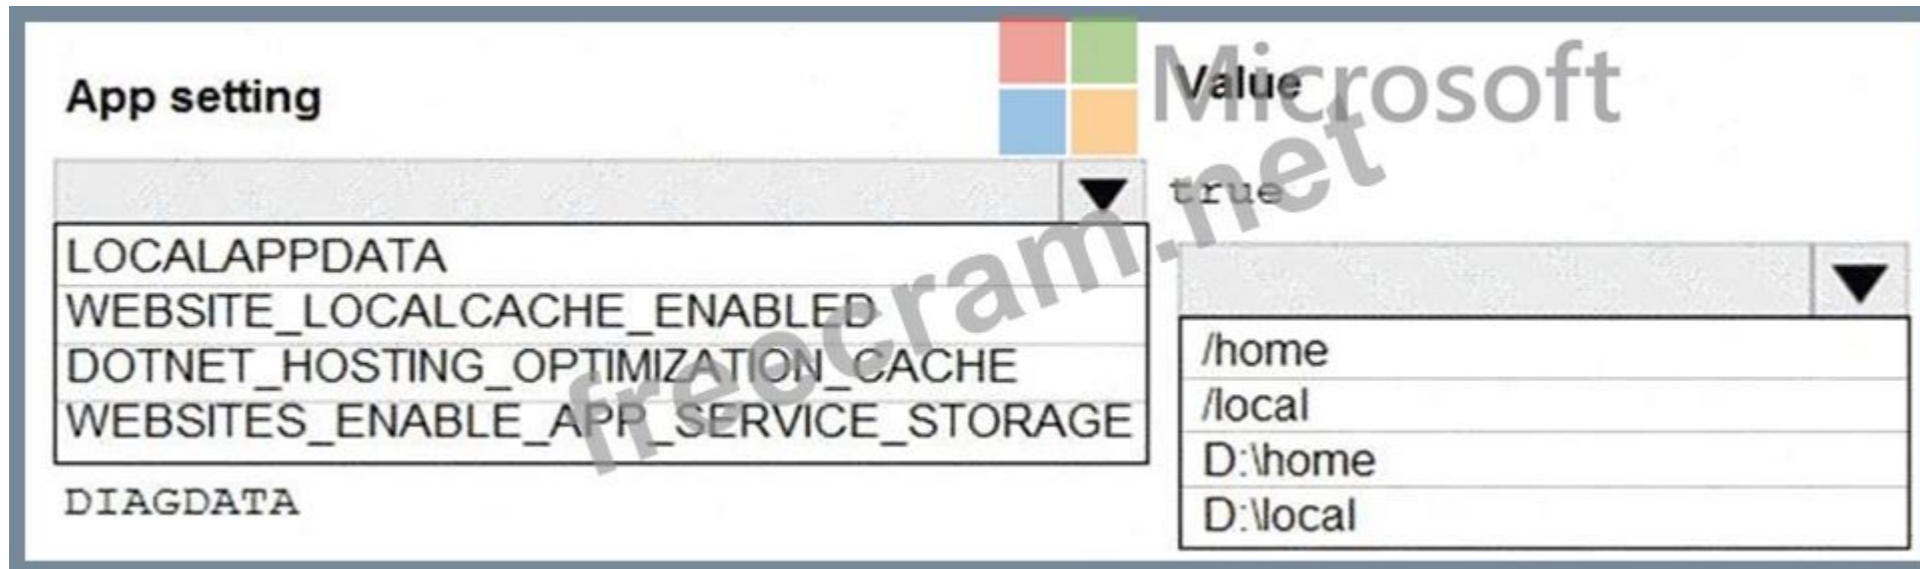 Microsoft
App setting
Value
true
LOCALAPPDATA
WEBSITE_LOCALCACHE_ENABLED
DOTNET_HOSTING_OPTIMIZATION_CACHE
WEBSITES_ENABLE_APP_SERVICE_STORAGE
DIAGDATA
/home
/local
D:\home
D:\local
freecram.net